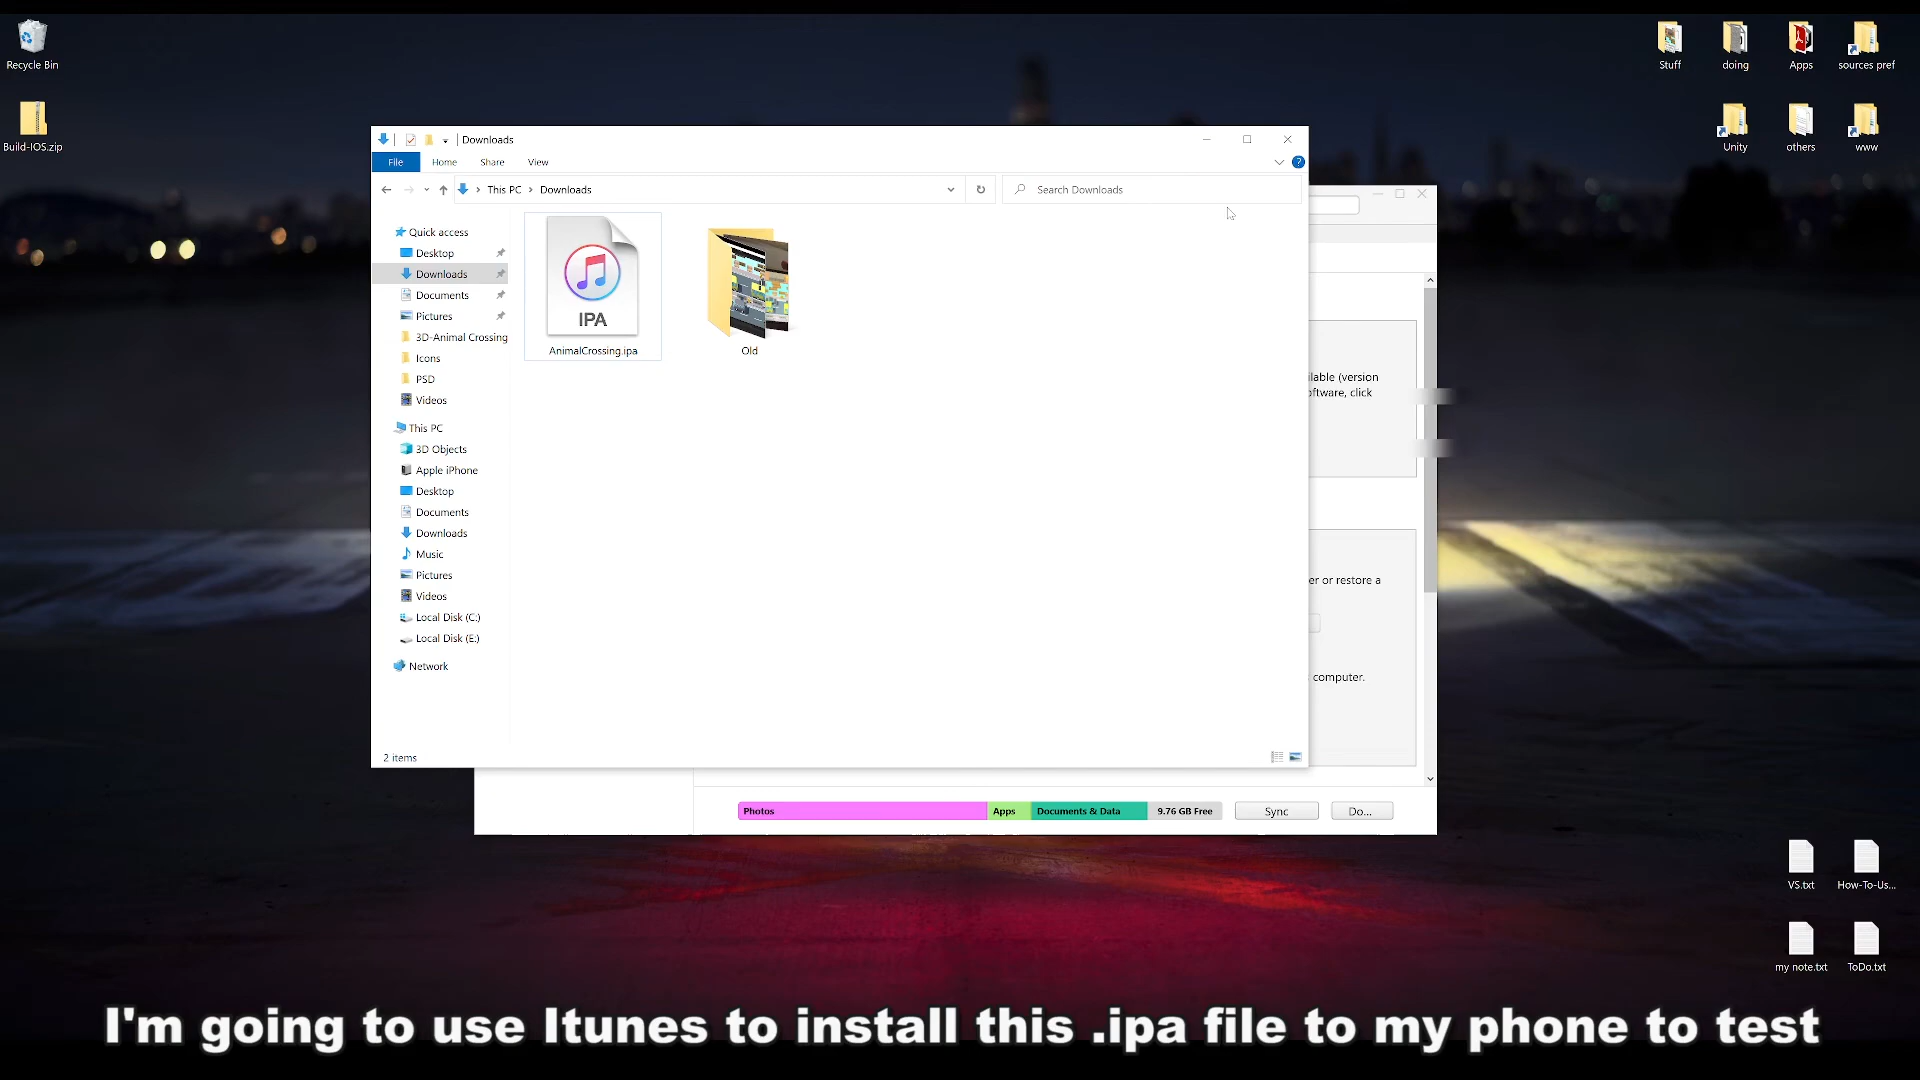 Recycle Bin
Build-IOS.zip
Stuff
doing
Apps
sources pref
Unity
others
www
Downloads
File
Home
Share
View
This PC
Downloads
Search Downloads
Quick access
Desktop
Downloads
Documents
Pictures
3D-Animal Crossing
Icons
PSD
Videos
This PC
3D Objects
Apple iPhone
Desktop
Documents
Downloads
Music
Pictures
Videos
Local Disk (C:)
Local Disk (E:)
Network
IPA
AnimalCrossing.ipa
Old
2 items
ilable (version
oftware, click
er or restore a
computer.
Photos
Apps
Documents & Data
9.76 GB Free
Sync
Do...
VS.txt
How-To-Us...
my note.txt
ToDo.txt
I'm going to use Itunes to install this .ipa file to my phone to test